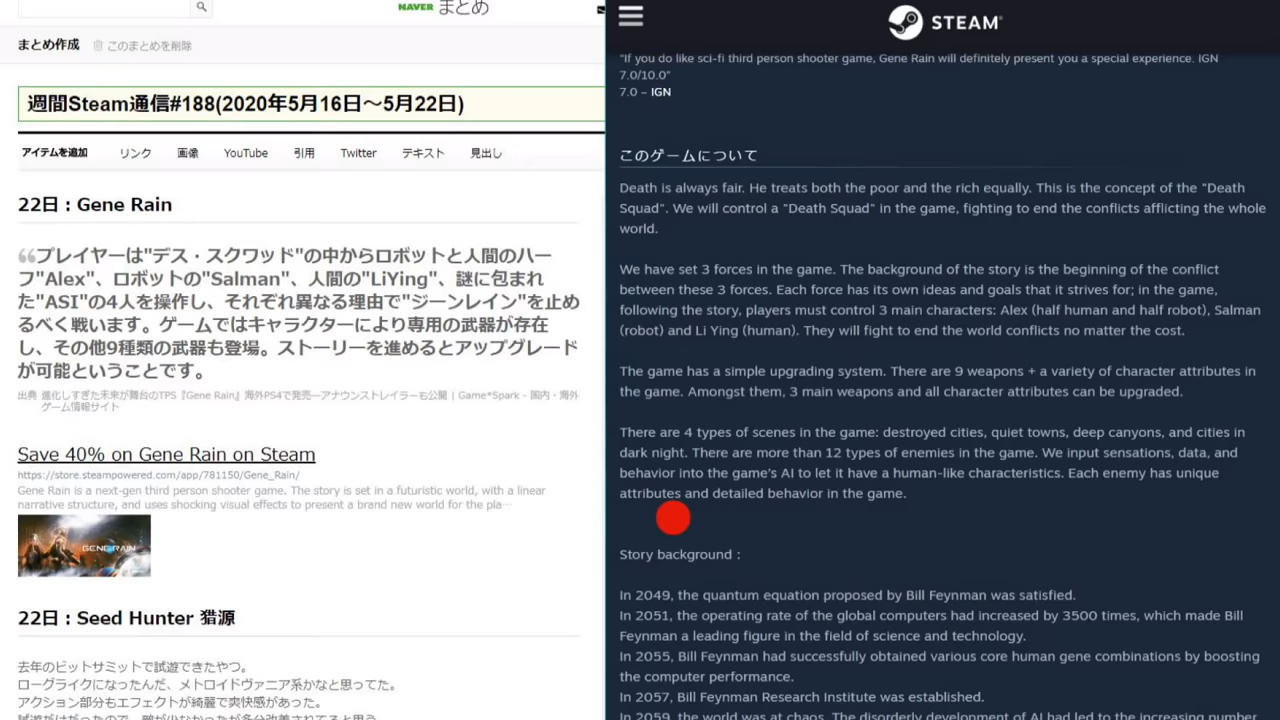 NAVER まとめ
まとめ作成 このまとめを削除
週間Steam通信#188(2020年5月16日～5月22日)
アイテムを追加 リンク 画像 YouTube 引用 Twitter テキスト 見出し
22日 : Gene Rain
プレイヤーは"デス・スクワッド"の中からロボットと人間のハー
フ"Alex"、ロボットの"Salman"、人間の"LiYing"、謎に包まれ
た"ASI"の4人を操作し、それぞれ異なる理由で"ジーンレイン"を止め
るべく戦います。ゲームではキャラクターにより専用の武器が存在
し、その他9種類の武器も登場。ストーリーを進めるとアップグレード
が可能ということです。
出典 進化しすぎた未来が舞台のTPS『Gene Rain』海外PS4で発売―アナウンストレイラーも公開 | Game*Spark - 国内・海外
ゲーム情報サイト
Save 40% on Gene Rain on Steam
https://store.steampowered.com/app/781150/Gene_Rain/
Gene Rain is a next-gen third person shooter game. The story is set in a futuristic world, with a linear
narrative structure, and uses shocking visual effects to present a brand new world for the pla…
GENE RAIN
22日 : Seed Hunter 猎源
去年のビットサミットで試遊できたやつ。
ローグライクになったんだ、メトロイドヴァニア系かなと思ってた。
アクション部分もエフェクトが綺麗で爽快感があった。
試遊だけだったので、敵が少なかったが多分改善されてると思う
STEAM
"If you do like sci-fi third person shooter game, Gene Rain will definitely present you a special experience. IGN
7.0/10.0"
7.0 – IGN
このゲームについて
Death is always fair. He treats both the poor and the rich equally. This is the concept of the "Death
Squad". We will control a "Death Squad" in the game, fighting to end the conflicts afflicting the whole
world.
We have set 3 forces in the game. The background of the story is the beginning of the conflict
between these 3 forces. Each force has its own ideas and goals that it strives for; in the game,
following the story, players must control 3 main characters: Alex (half human and half robot), Salman
(robot) and Li Ying (human). They will fight to end the world conflicts no matter the cost.
The game has a simple upgrading system. There are 9 weapons + a variety of character attributes in
the game. Amongst them, 3 main weapons and all character attributes can be upgraded.
There are 4 types of scenes in the game: destroyed cities, quiet towns, deep canyons, and cities in
dark night. There are more than 12 types of enemies in the game. We input sensations, data, and
behavior into the game's AI to let it have a human-like characteristics. Each enemy has unique
attributes and detailed behavior in the game.
Story background :
In 2049, the quantum equation proposed by Bill Feynman was satisfied.
In 2051, the operating rate of the global computers had increased by 3500 times, which made Bill
Feynman a leading figure in the field of science and technology.
In 2055, Bill Feynman had successfully obtained various core human gene combinations by boosting
the computer performance.
In 2057, Bill Feynman Research Institute was established.
In 2059, the world was at chaos. The disorderly development of AI had led to the increasing number